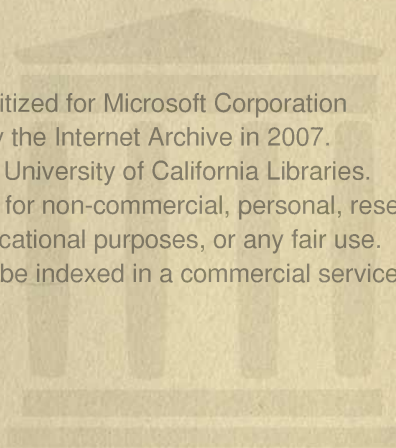 itized for Microsoft Corporation
y the Internet Archive in 2007.
University of California Libraries.
for non-commercial, personal, rese
cational purposes, or any fair use.
be indexed in a commercial service